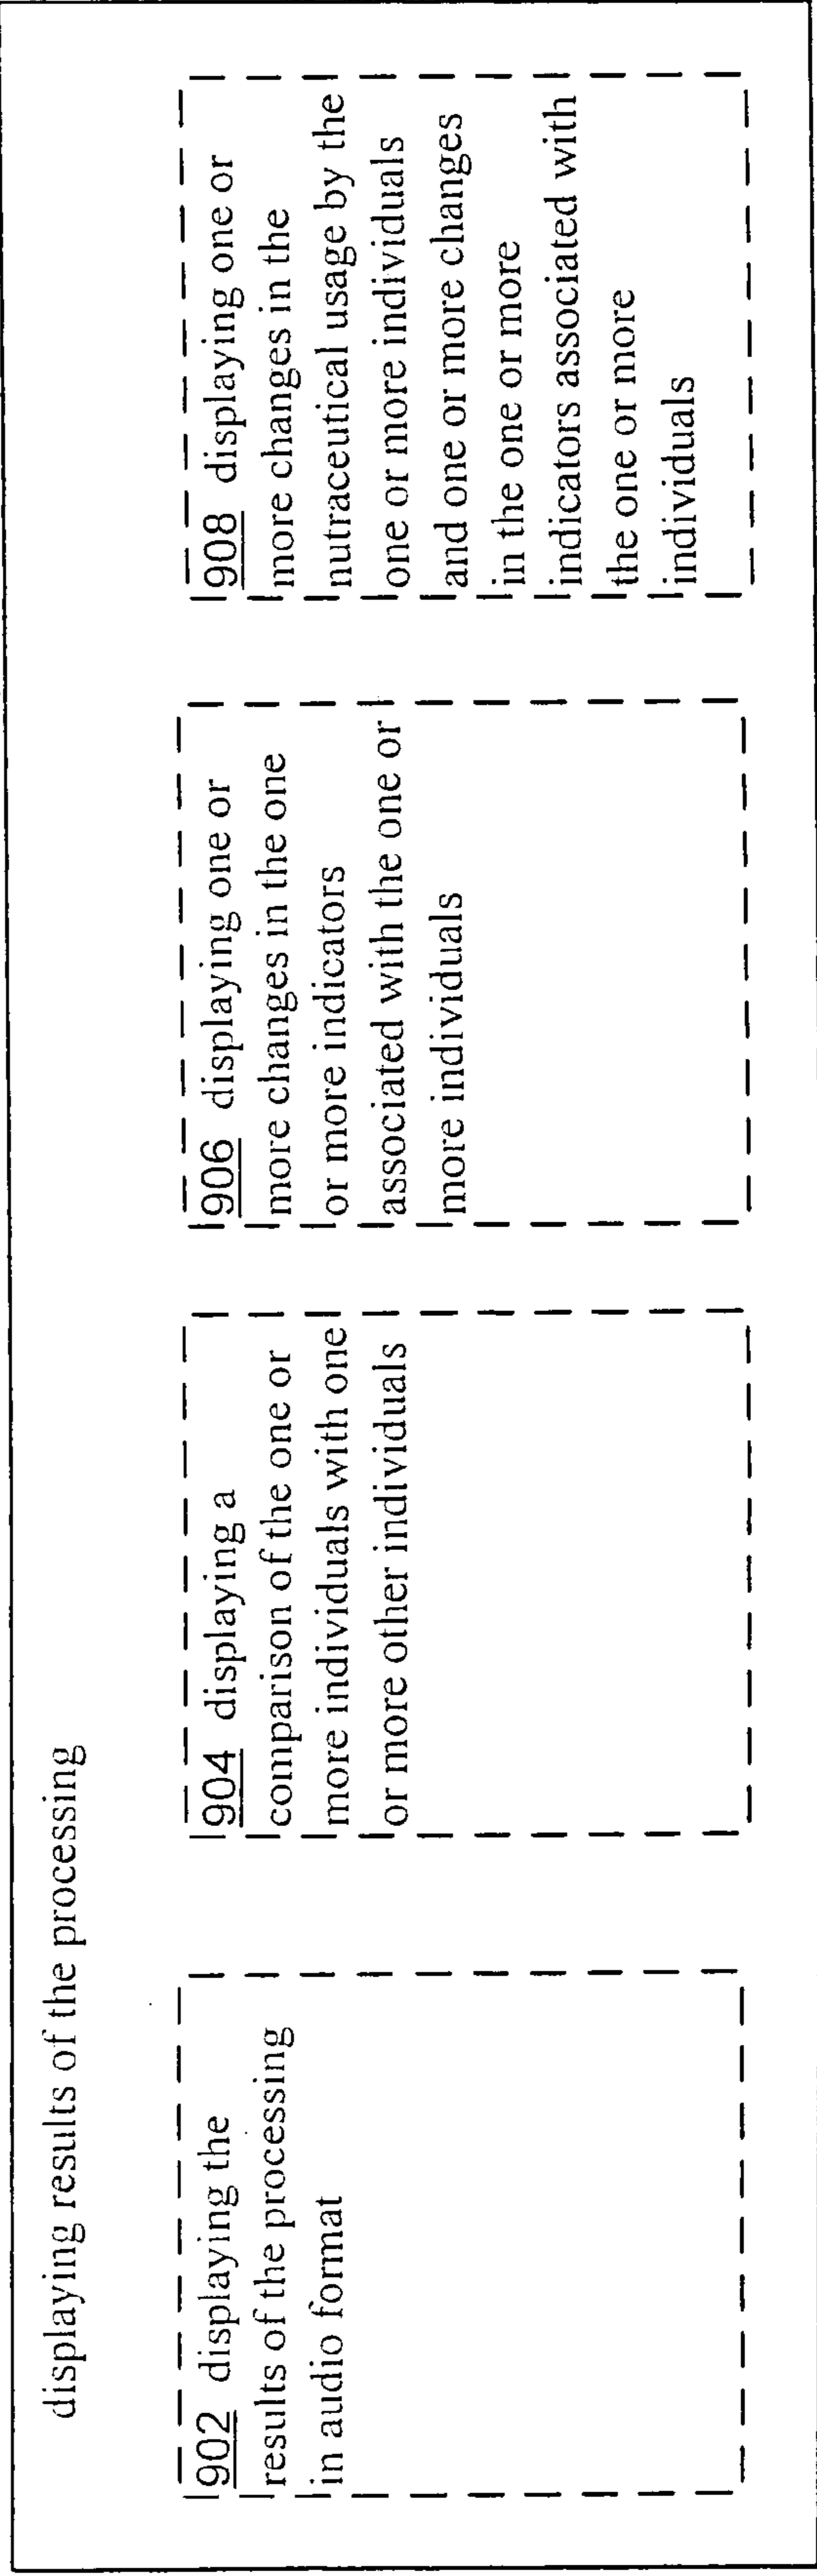 displaying results of the processing
902 displaying the
results of the processing
in audio format
904 displaying a
comparison of the one or
more individuals with one
or more other individuals
906 displaying one or
more changes in the one
or more indicators
associated with the one or
more individuals
908 displaying one or
more changes in the
nutraceutical usage by the
one or more individuals
and one or more changes
in the one or more
indicators associated with
the one or more
individuals